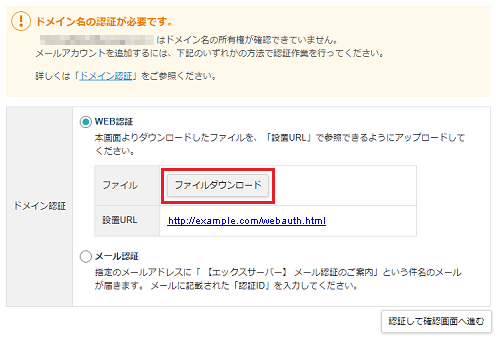 ドメイン名の認証が必要です。
はドメイン名の所有権が確認できていません。
メールアカウントを追加するには、下記のいずれかの方法で認証作業を行ってください。
詳しくは「ドメイン認証」をご参照ください。
ドメイン認証
WEB認証
本画面よりダウンロードしたファイルを、「設置URL」で参照できるようにアップロードして
ください。
ファイル ファイルダウンロード
設置URL http://example.com/webauth.html
メール認証
指定のメールアドレスに「 【エックスサーバー】 メール認証のご案内」という件名のメール
が届きます。 メールに記載された「認証ID」を入力してください。
認証して確認画面へ進む